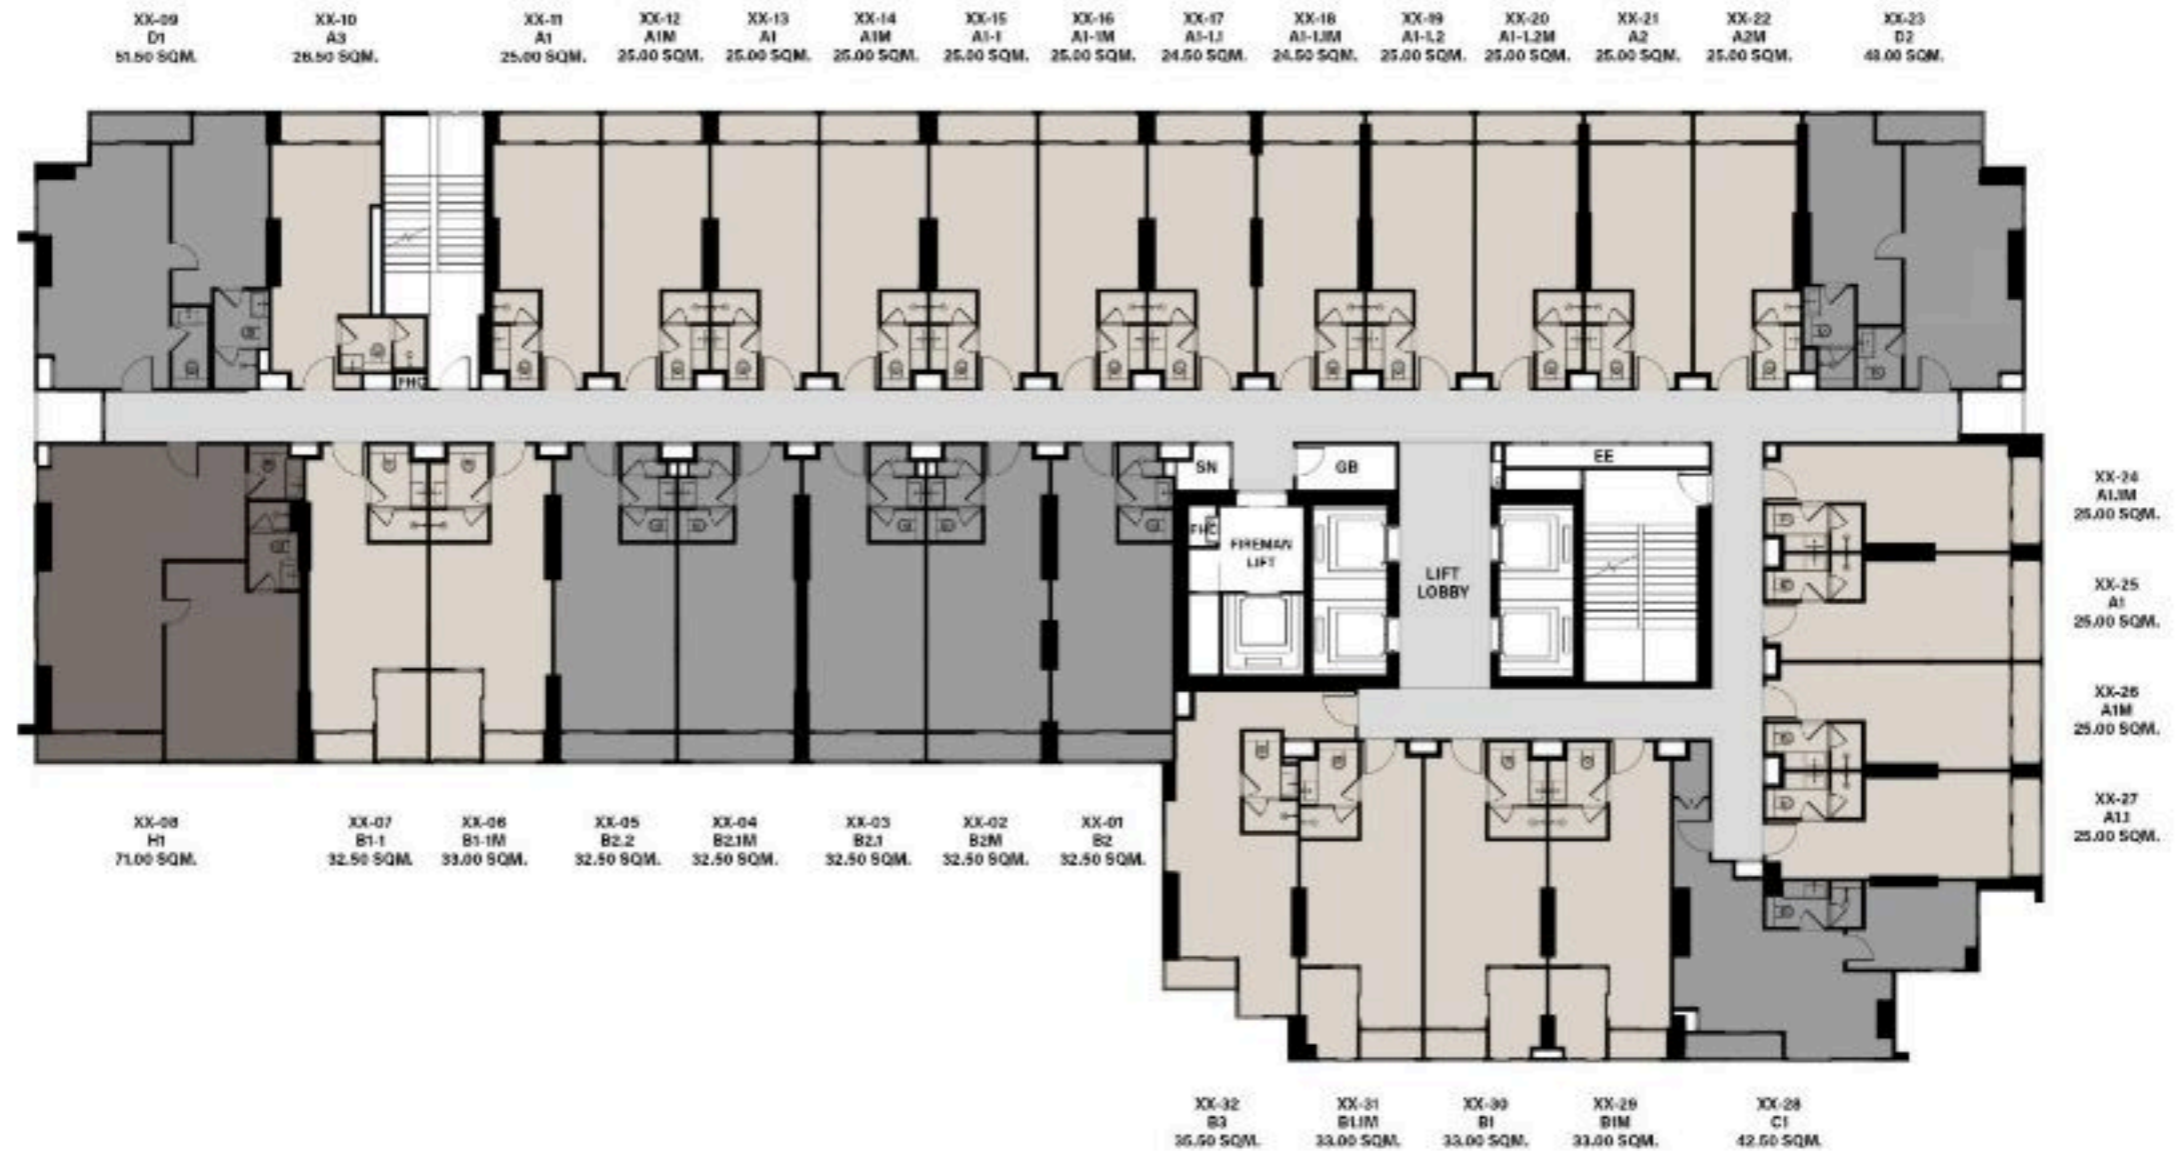 XX-09
D1
51.50 SQM.
XX-10
A3
26.50 SQM.
XX-11
A1
25.00 SQM.
XX-12
A1M
25.00 SQM.
XX-13
A1
25.00 SQM.
XX-14
A1M
25.00 SQM.
XX-15
A1-1
25.00 SQM.
XX-16
A1-1M
25.00 SQM.
XX-17
A1-1.1
24.50 SQM.
XX-18
A1-1.1M
24.50 SQM.
XX-19
A1-1.2
25.00 SQM.
XX-20
A1-1.2M
25.00 SQM.
XX-21
A2
25.00 SQM.
XX-22
A2M
25.00 SQM.
XX-23
D2
48.00 SQM.
FHC
SN
GB
EE
FHC
FIREMAN
LIFT
LIFT
LOBBY
XX-24
A1.1M
25.00 SQM.
XX-25
A1
25.00 SQM.
XX-26
A1M
25.00 SQM.
XX-27
A1.1
25.00 SQM.
XX-08
H1
71.00 SQM.
XX-07
B1-1
32.50 SQM.
XX-06
B1-1M
33.00 SQM.
XX-05
B2.2
32.50 SQM.
XX-04
B2.1M
32.50 SQM.
XX-03
B2.1
32.50 SQM.
XX-02
B2M
32.50 SQM.
XX-01
B2
32.50 SQM.
XX-32
B3
35.50 SQM.
XX-31
B1.1M
33.00 SQM.
XX-30
B1
33.00 SQM.
XX-29
B1M
33.00 SQM.
XX-28
C1
42.50 SQM.